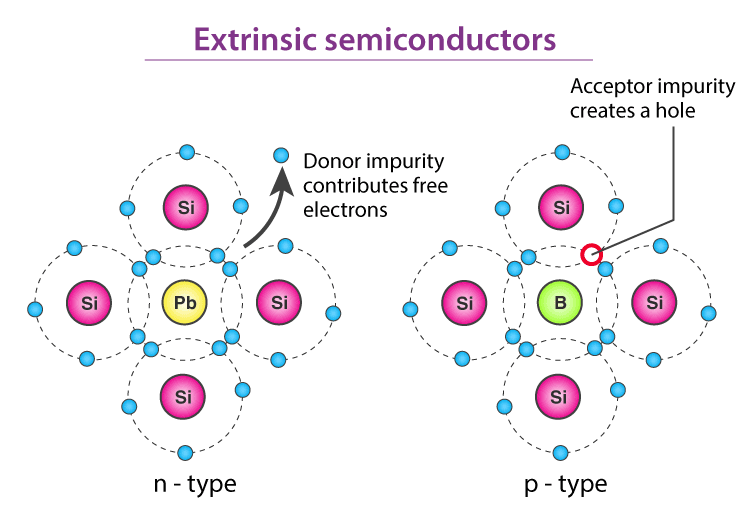 Extrinsic semiconductors
Acceptor impurity
creates a hole
Donor impurity
contributes free
electrons
Si
Si
Si
Pb
Si
Si
B
Si
Si
Si
n - type
p - type